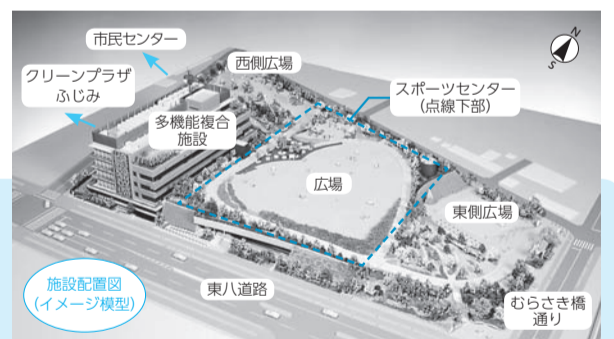 市民センター
クリーンプラザ
ふじみ
西側広場
N
S
スポーツセンター
(点線下部)
多機能複合
施設
広場
東側広場
施設配置図
(イメージ模型)
東八道路
むらさき橋
通り